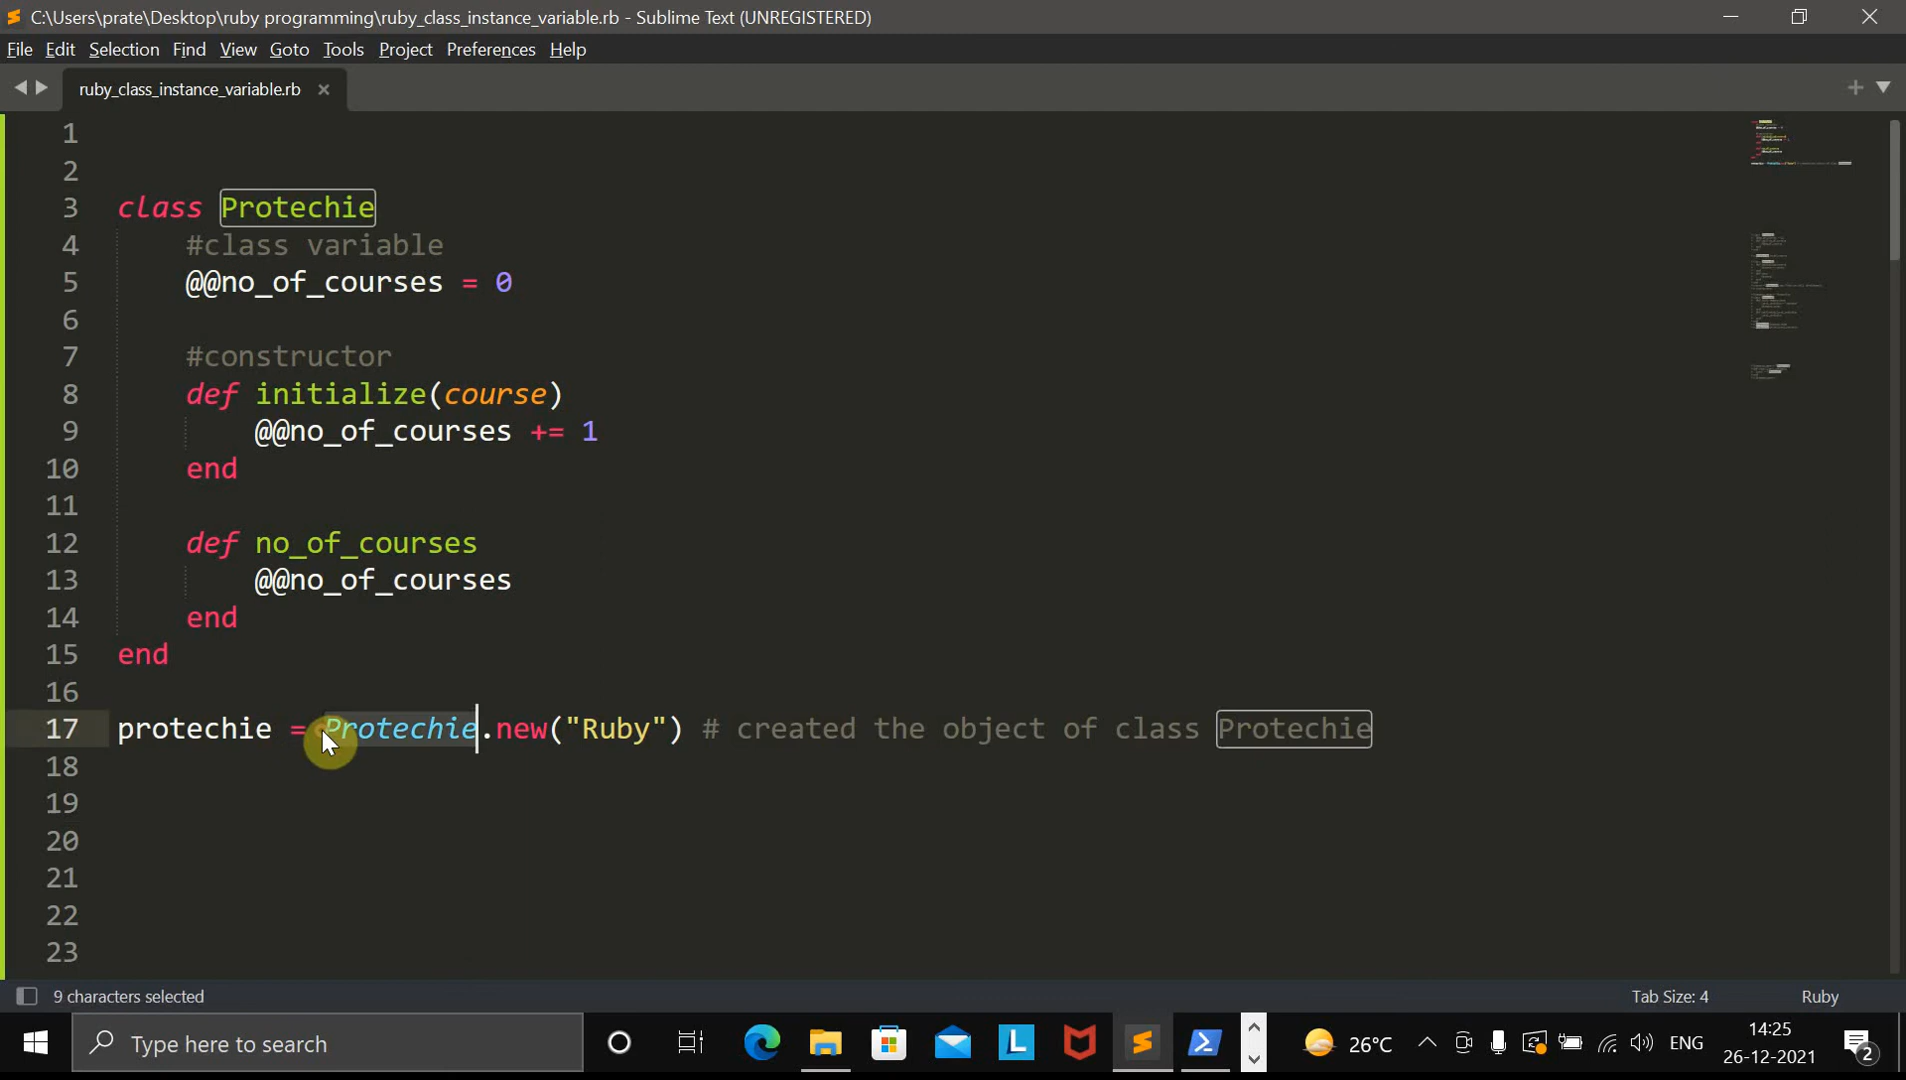 C:\Users\prate\Desktop\ruby programming\ruby_class_instance_variable.rb - Sublime Text (UNREGISTERED)
File Edit Selection Find View Goto Tools Project Preferences Help
ruby_class_instance_variable.rb
1
2
3 class Protechie
4 #class variable
5 @@no_of_courses = 0
6
7 #constructor
8 def initialize(course)
9 @@no_of_courses += 1
10 end
11
12 def no_of_courses
13 @@no_of_courses
14 end
15 end
16
17 protechie = Protechie.new("Ruby") # created the object of class Protechie
18
19
20
21
22
23
9 characters selected Tab Size: 4 Ruby
Type here to search 26°C ENG 14:25
26-12-2021 2